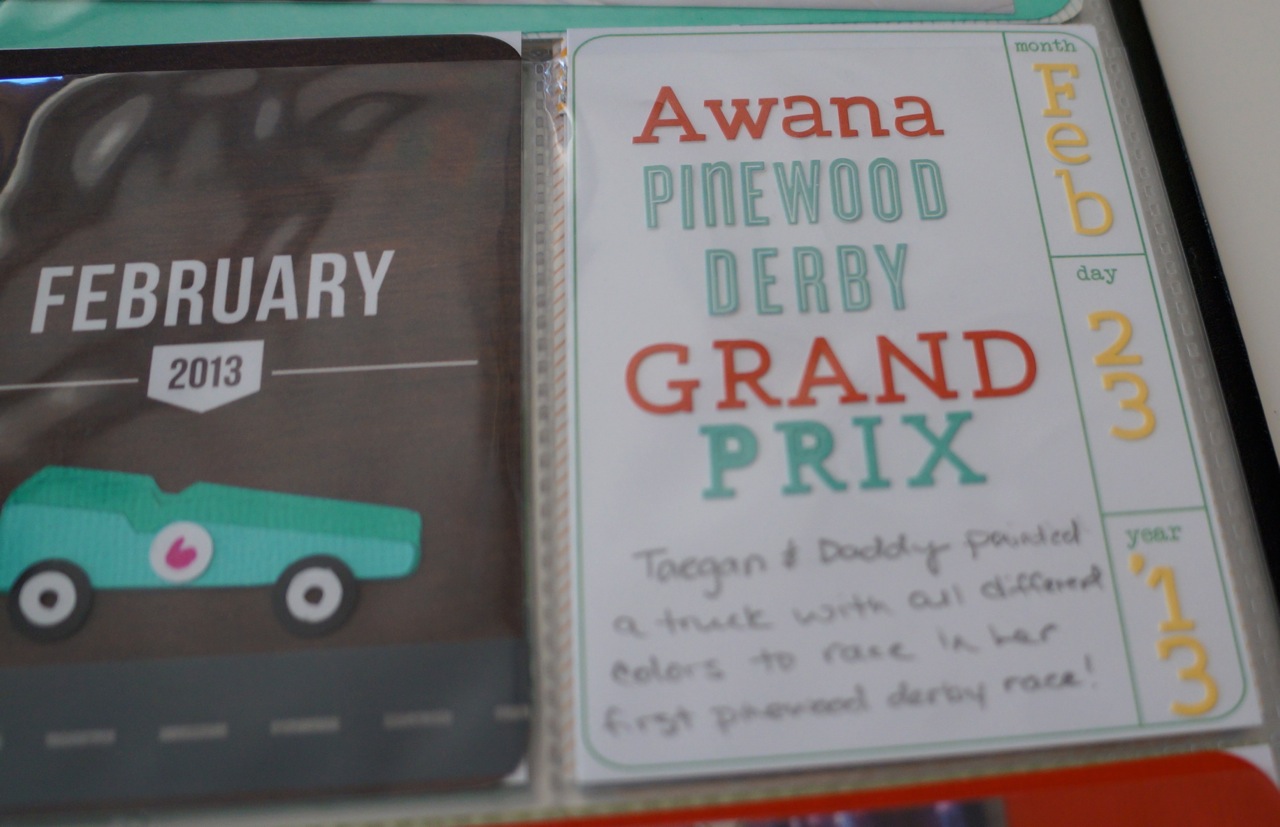 FEBRUARY
2013
6
Awana
PINEWOOD
DERBY
GRAND
PRIX
Taegan & Daddy painted
a truck with all different
colors to race in her
first pinewood derby race!
month
Feb
day
23
year
'13